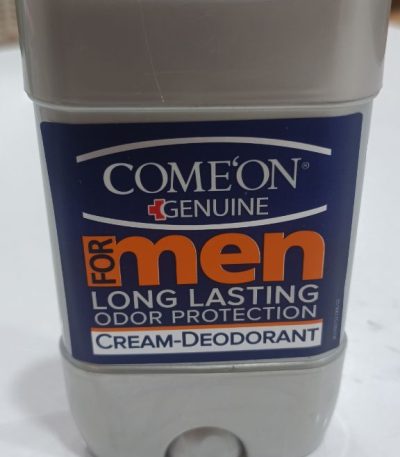 COME'ON®
GENUINE
FOR men
LONG LASTING
ODOR PROTECTION
CREAM-DEODORANT